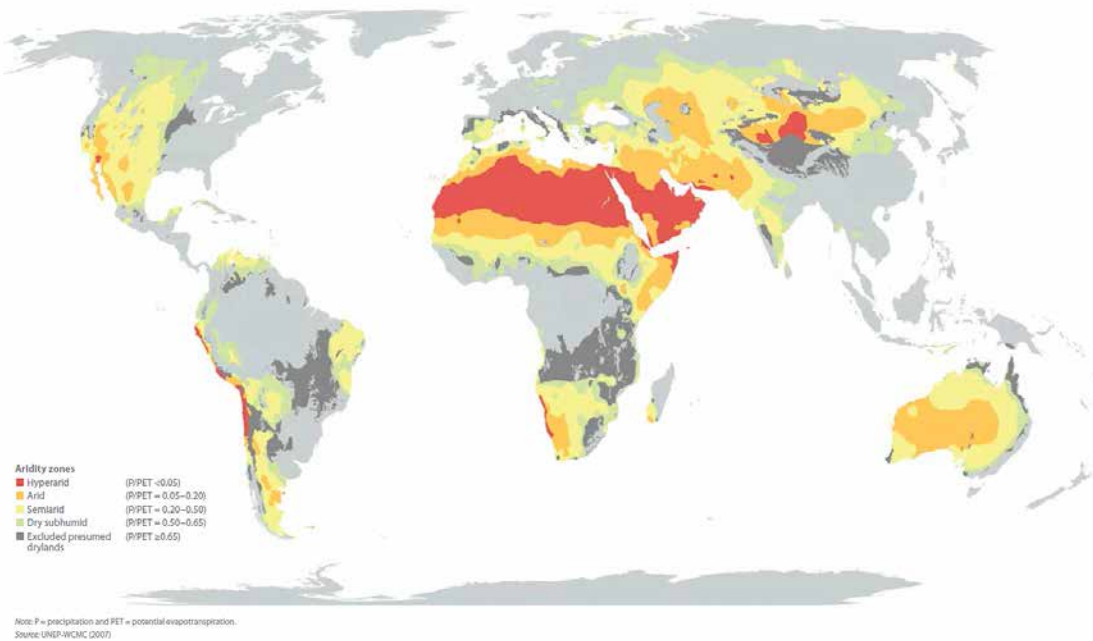 Aridity zones
Hyperarid (P/PET <0.05)
Arid (P/PET = 0.05–0.20)
Semiarid (P/PET = 0.20–0.50)
Dry subhumid (P/PET = 0.50–0.65)
Excluded presumed (P/PET ≥0.65)
drylands
Note: P = precipitation and PET = potential evapotranspiration.
Source: UNEP-WCMC (2007)